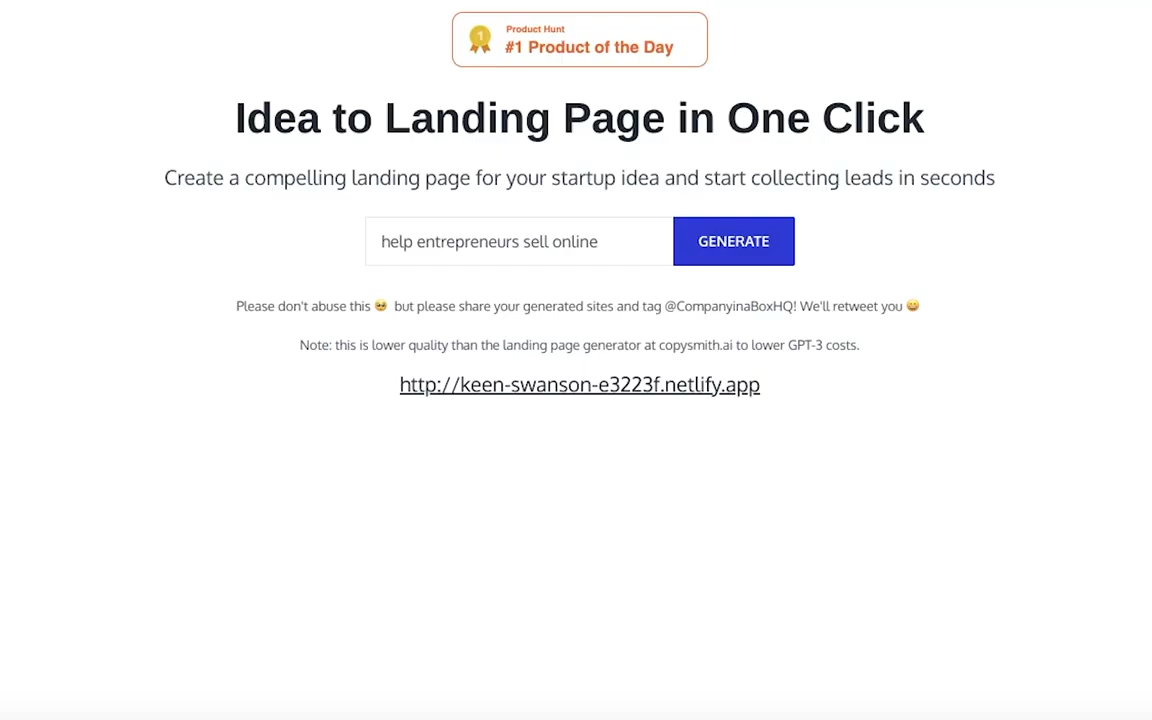 1
Product Hunt
#1 Product of the Day
Idea to Landing Page in One Click
Create a compelling landing page for your startup idea and start collecting leads in seconds
help entrepreneurs sell online
GENERATE
Please don't abuse this 🥺 but please share your generated sites and tag @CompanyinaBoxHQ! We'll retweet you 😄
Note: this is lower quality than the landing page generator at copysmith.ai to lower GPT-3 costs.
http://keen-swanson-e3223f.netlify.app